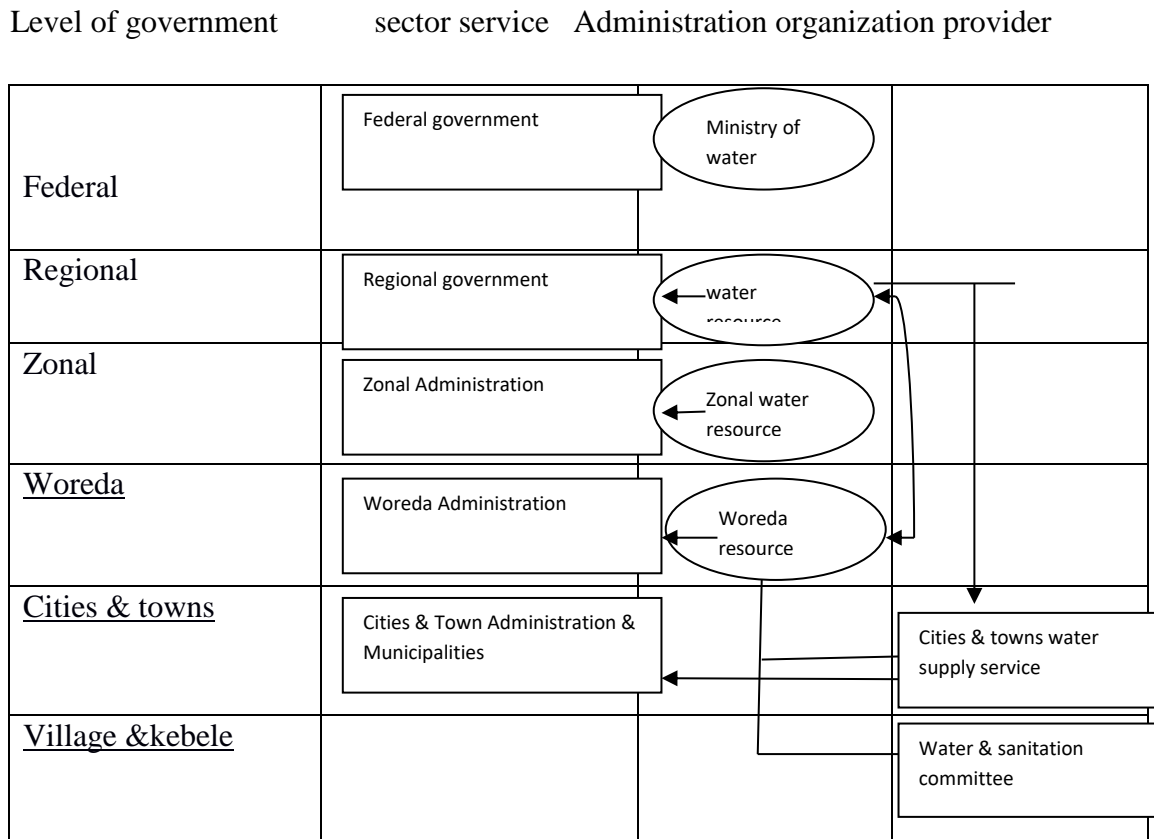 Level of government sector service Administration organization provider
Federal government
Ministry of
water
Federal
Regional
Regional government
water
resource
Zonal
Zonal Administration
Zonal water
resource
Woreda
Woreda Administration
Woreda
resource
Cities & towns
Cities & Town Administration &
Municipalities
Cities & towns water
supply service
Village &kebele
Water & sanitation
committee